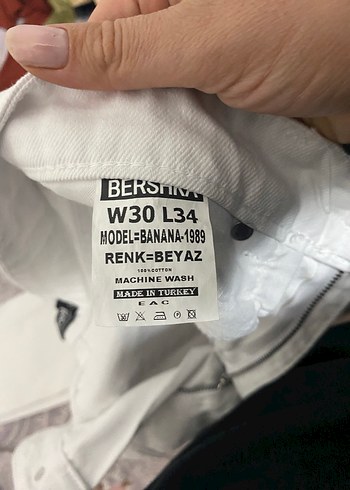 BERSHKA
W30 L34
MODEL=BANANA-1989
RENK=BEYAZ
100%COTTON
MACHINE WASH
MADE IN TURKEY
EAC